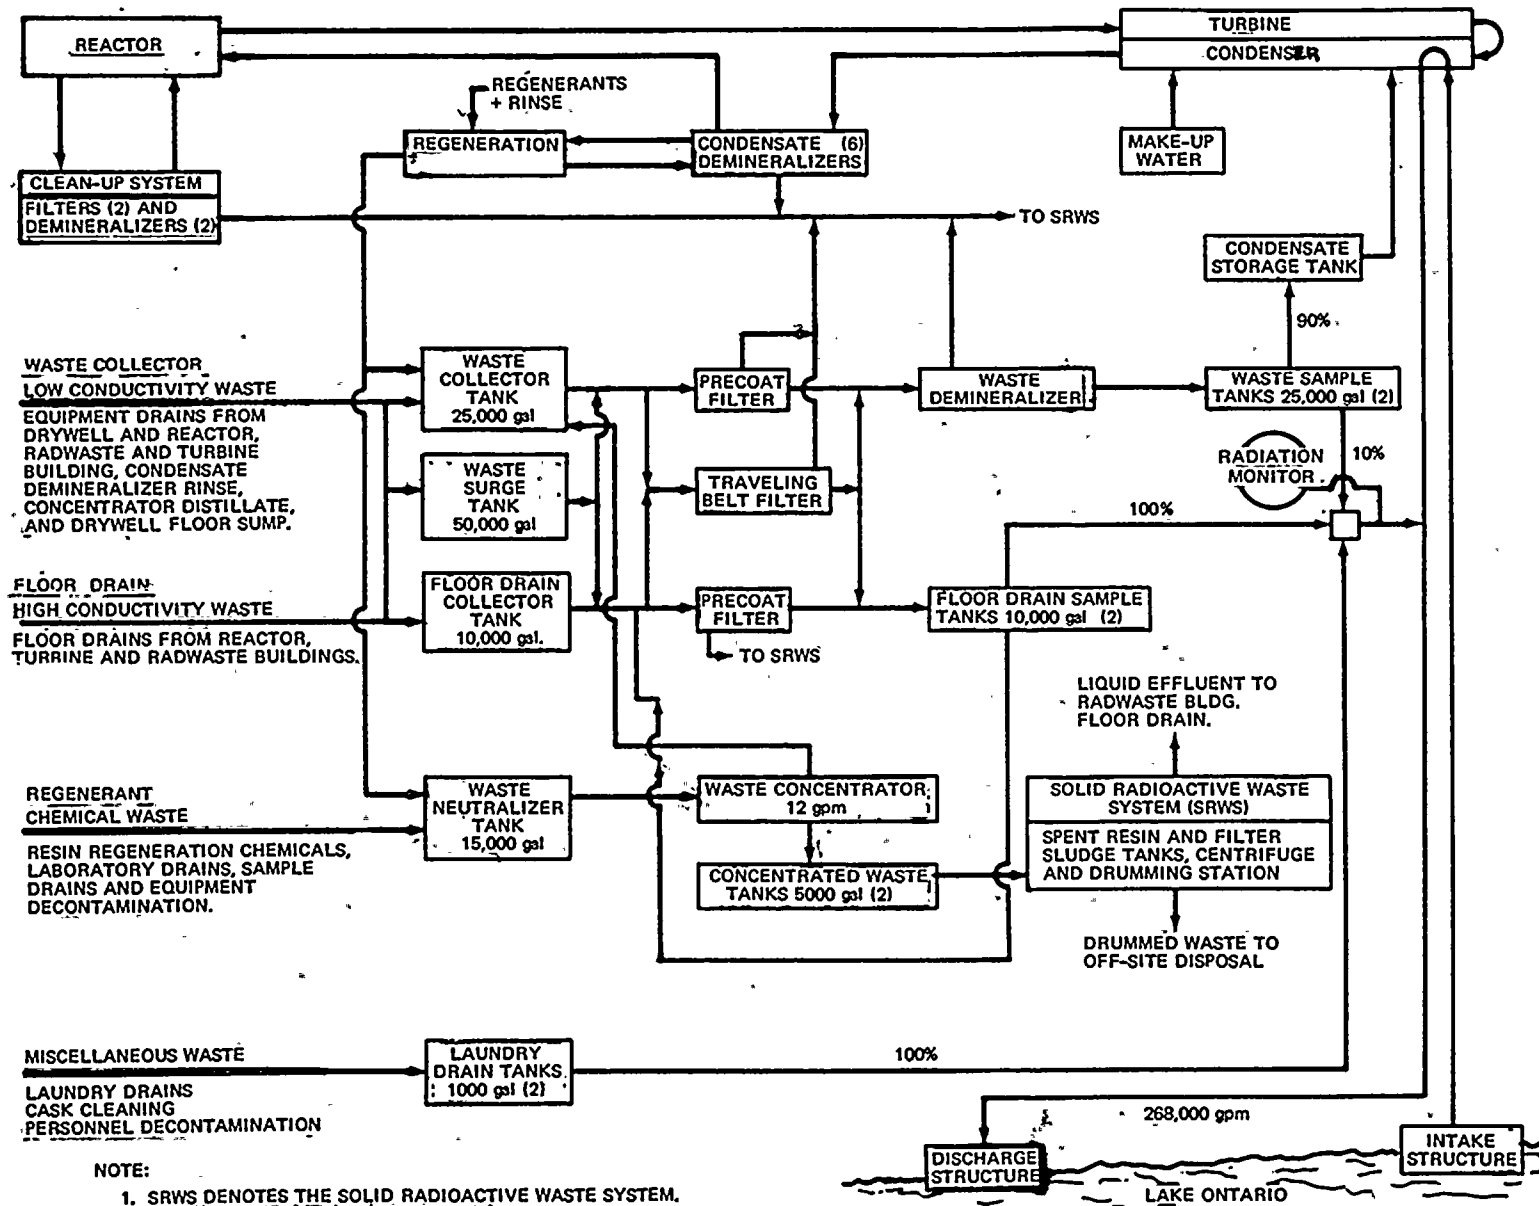 REACTOR
TURBINE
CONDENSER
REGENERANTS
+ RINSE
REGENERATION
CONDENSATE (6)
DEMINERALIZERS
MAKE-UP
WATER
CLEAN-UP SYSTEM
FILTERS (2) AND
DEMINERALIZERS (2)
TO SRWS
CONDENSATE
STORAGE TANK
90%
WASTE COLLECTOR
LOW CONDUCTIVITY WASTE
EQUIPMENT DRAINS FROM
DRYWELL AND REACTOR,
RADWASTE AND TURBINE
BUILDING, CONDENSATE
DEMINERALIZER RINSE,
CONCENTRATOR DISTILLATE,
AND DRYWELL FLOOR SUMP.
WASTE
COLLECTOR
TANK
25,000 gal
PRECOAT
FILTER
WASTE
DEMINERALIZER
WASTE SAMPLE
TANKS 25,000 gal (2)
RADIATION
MONITOR
10%
WASTE
SURGE
TANK
50,000 gal
TRAVELING
BELT FILTER
100%
FLOOR DRAIN
HIGH CONDUCTIVITY WASTE
FLOOR DRAINS FROM REACTOR,
TURBINE AND RADWASTE BUILDINGS.
FLOOR DRAIN
COLLECTOR
TANK
10,000 gal.
PRECOAT
FILTER
TO SRWS
FLOOR DRAIN SAMPLE
TANKS 10,000 gal (2)
LIQUID EFFLUENT TO
RADWASTE BLDG.
FLOOR DRAIN.
REGENERANT
CHEMICAL WASTE
RESIN REGENERATION CHEMICALS,
LABORATORY DRAINS, SAMPLE
DRAINS AND EQUIPMENT
DECONTAMINATION.
WASTE
NEUTRALIZER
TANK
15,000 gal
WASTE CONCENTRATOR
12 gpm
CONCENTRATED WASTE
TANKS 5000 gal (2)
SOLID RADIOACTIVE WASTE
SYSTEM (SRWS)
SPENT RESIN AND FILTER
SLUDGE TANKS, CENTRIFUGE
AND DRUMMING STATION
DRUMMED WASTE TO
OFF-SITE DISPOSAL
MISCELLANEOUS WASTE
LAUNDRY DRAINS
CASK CLEANING
PERSONNEL DECONTAMINATION
LAUNDRY
DRAIN TANKS
1000 gal (2)
100%
268,000 gpm
DISCHARGE
STRUCTURE
INTAKE
STRUCTURE
LAKE ONTARIO
NOTE:
1. SRWS DENOTES THE SOLID RADIOACTIVE WASTE SYSTEM.